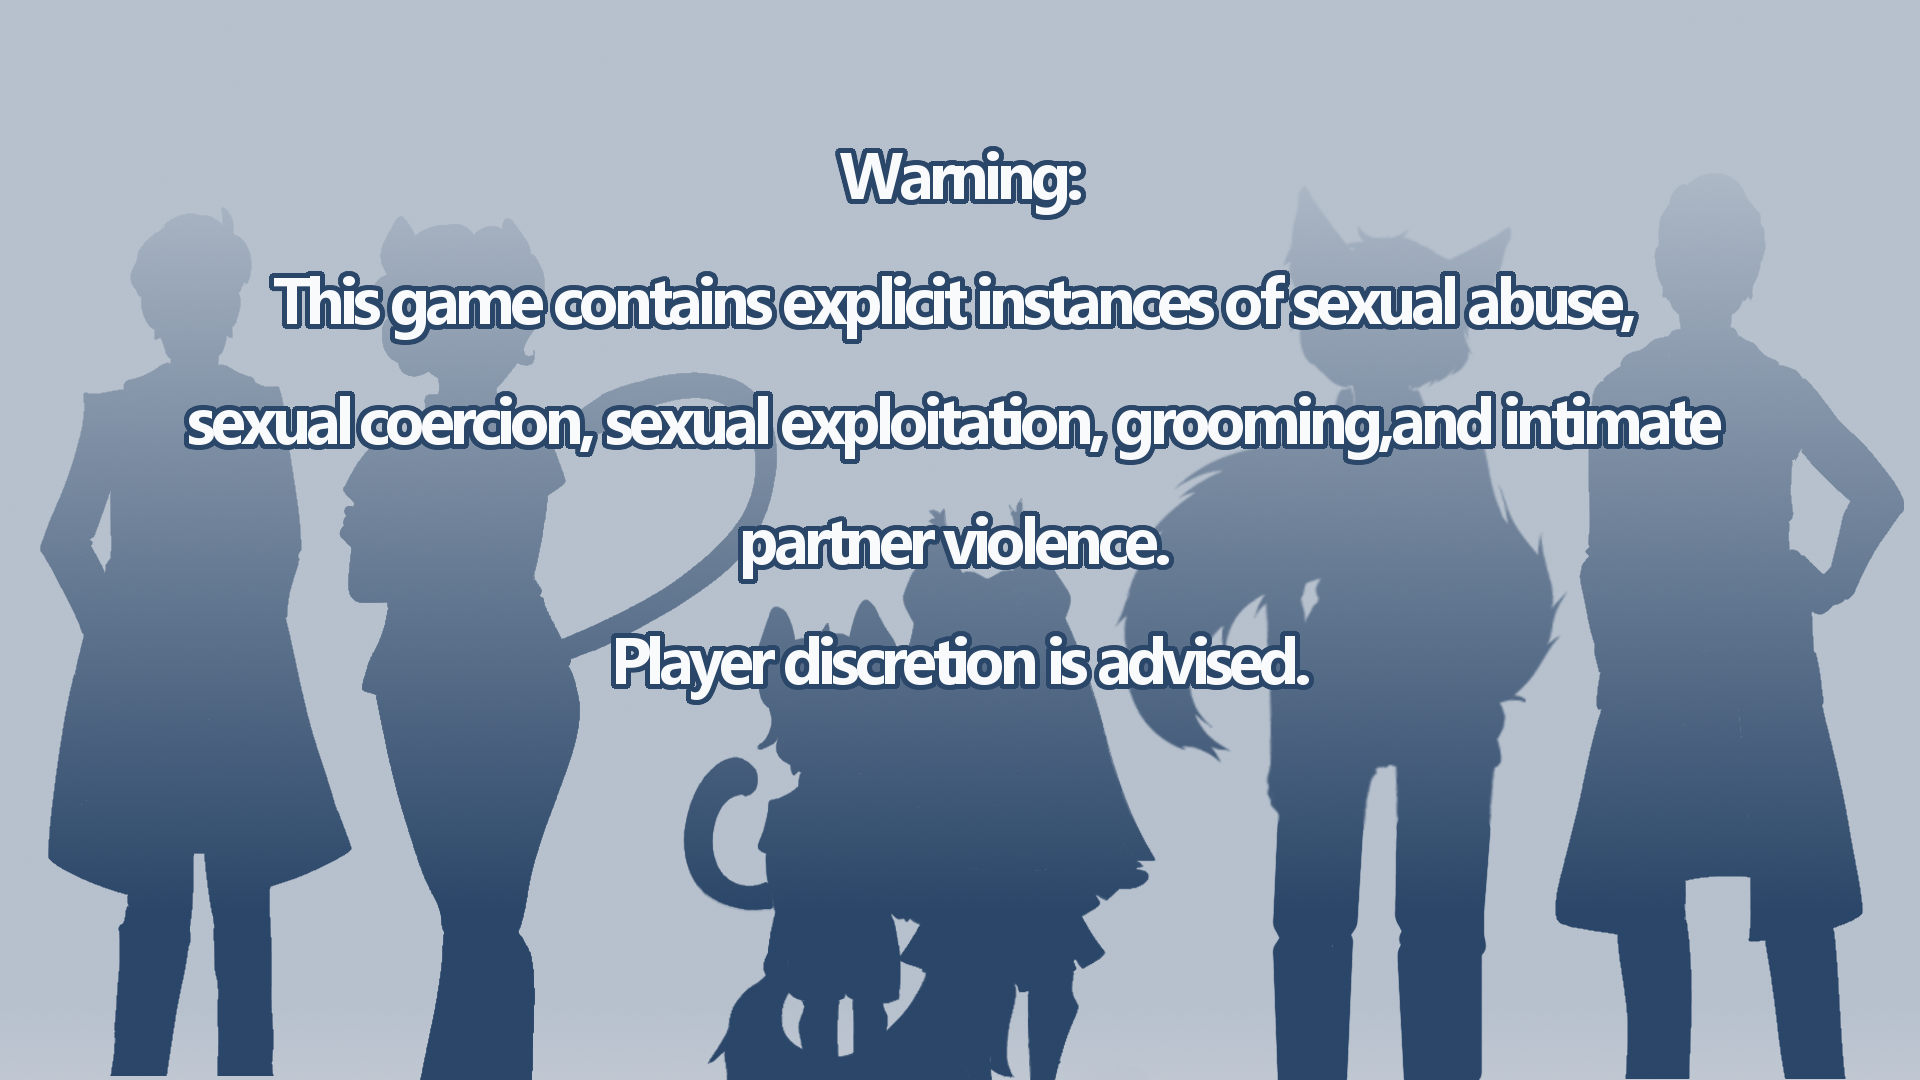 Warning:
This game contains explicit instances of sexual abuse,
sexual coercion, sexual exploitation, grooming,and intimate
partner violence.
Player discretion is advised.